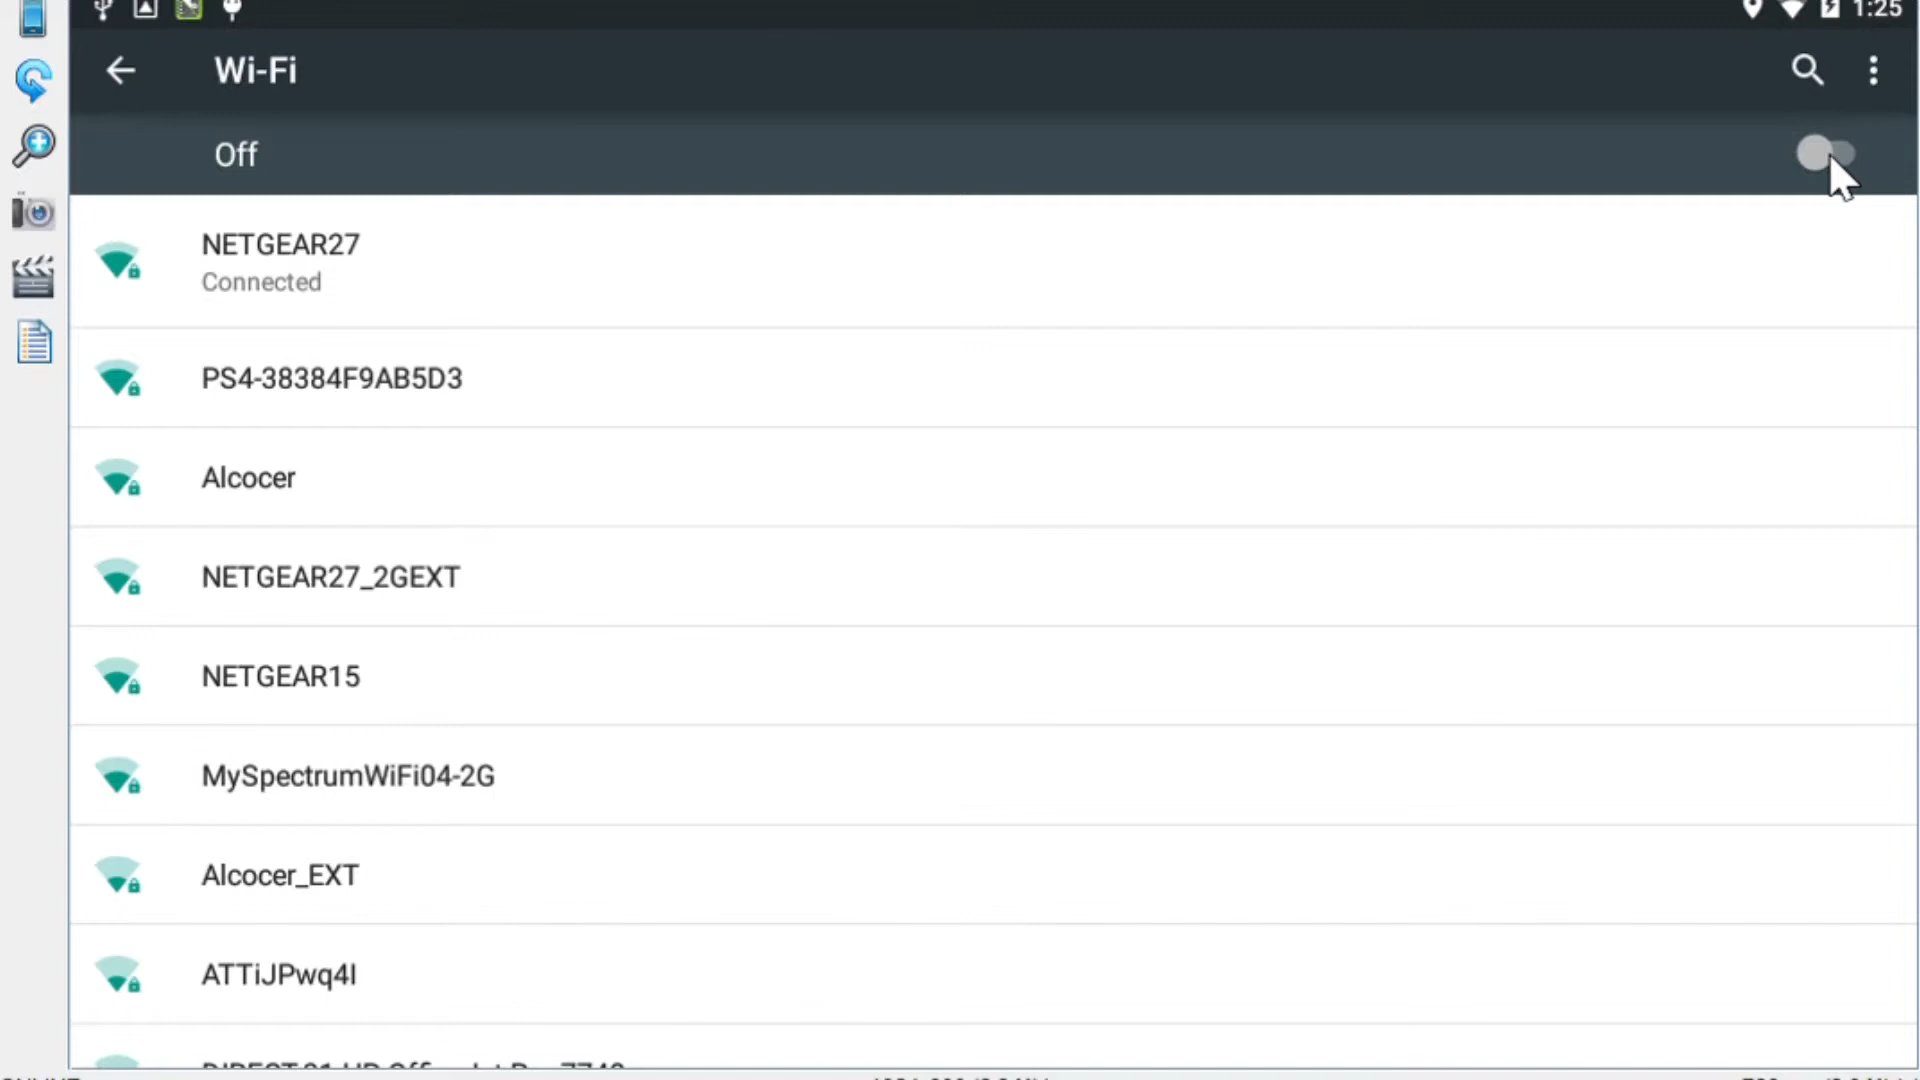 1:25
Wi-Fi
Off
NETGEAR27
Connected
PS4-38384F9AB5D3
Alcocer
NETGEAR27_2GEXT
NETGEAR15
MySpectrumWiFi04-2G
Alcocer_EXT
ATTiJPwq4I